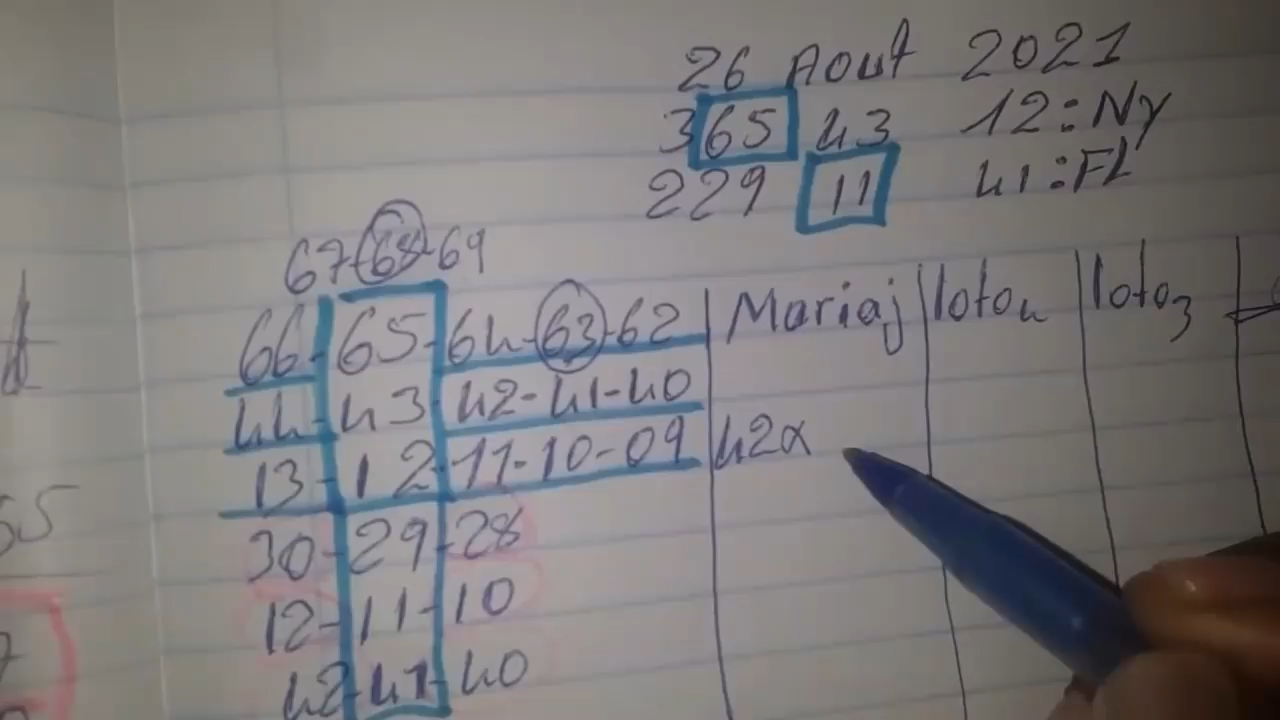 26 Aout 2021
365 43 12:Ny
229 11 41:FL
67-68-69
66-65-64-63-62 Mariaj loto4 loto3
44-43-42-41-40
13-12-11-10-09 42x
30-29-28
12-11-10
42-41-40